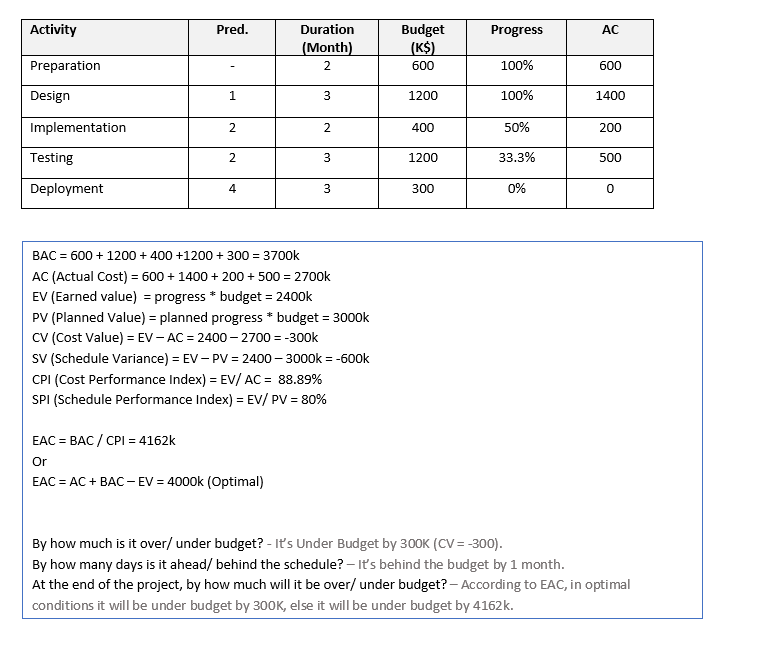 Activity Pred. Duration (Month) Budget (K$) Progress AC
Preparation - 2 600 100% 600
Design 1 3 1200 100% 1400
Implementation 2 2 400 50% 200
Testing 2 3 1200 33.3% 500
Deployment 4 3 300 0% 0
BAC = 600 + 1200 + 400 +1200 + 300 = 3700k
AC (Actual Cost) = 600 + 1400 + 200 + 500 = 2700k
EV (Earned value)  = progress * budget = 2400k
PV (Planned Value) = planned progress * budget = 3000k
CV (Cost Value) = EV – AC = 2400 – 2700 = -300k
SV (Schedule Variance) = EV – PV = 2400 – 3000k = -600k
CPI (Cost Performance Index) = EV/ AC =  88.89%
SPI (Schedule Performance Index) = EV/ PV = 80%
EAC = BAC / CPI = 4162k
Or
EAC = AC + BAC – EV = 4000k (Optimal)
By how much is it over/ under budget? - It's Under Budget by 300K (CV = -300).
By how many days is it ahead/ behind the schedule? – It's behind the budget by 1 month.
At the end of the project, by how much will it be over/ under budget? – According to EAC, in optimal
conditions it will be under budget by 300K, else it will be under budget by 4162k.